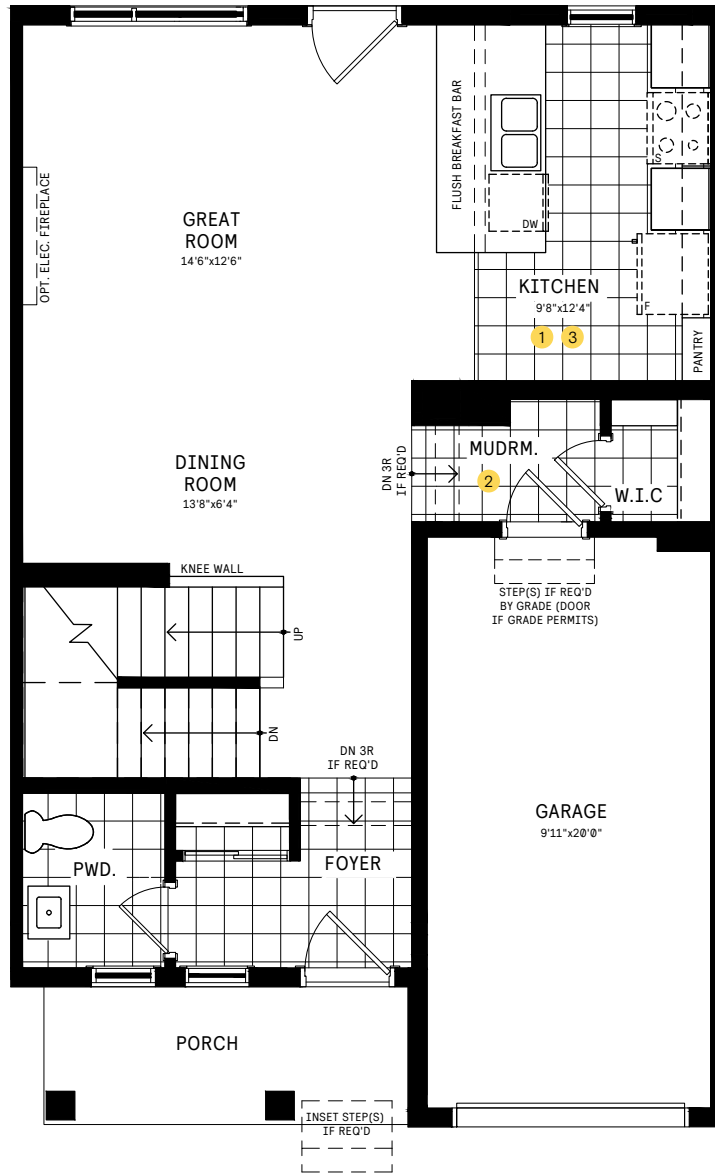 FLUSH BREAKFAST BAR
S
DW
OPT. ELEC. FIREPLACE
GREAT
ROOM
14'6"x12'6"
KITCHEN
9'8"x12'4"
F
1 3
PANTRY
DINING
ROOM
13'8"x6'4"
DN 3R
IF REQ'D
MUDRM.
2
W.I.C
KNEE WALL
STEP(S) IF REQ'D
BY GRADE (DOOR
IF GRADE PERMITS)
UP
DN
DN 3R
IF REQ'D
GARAGE
9'11"x20'0"
PWD.
FOYER
PORCH
INSET STEP(S)
IF REQ'D